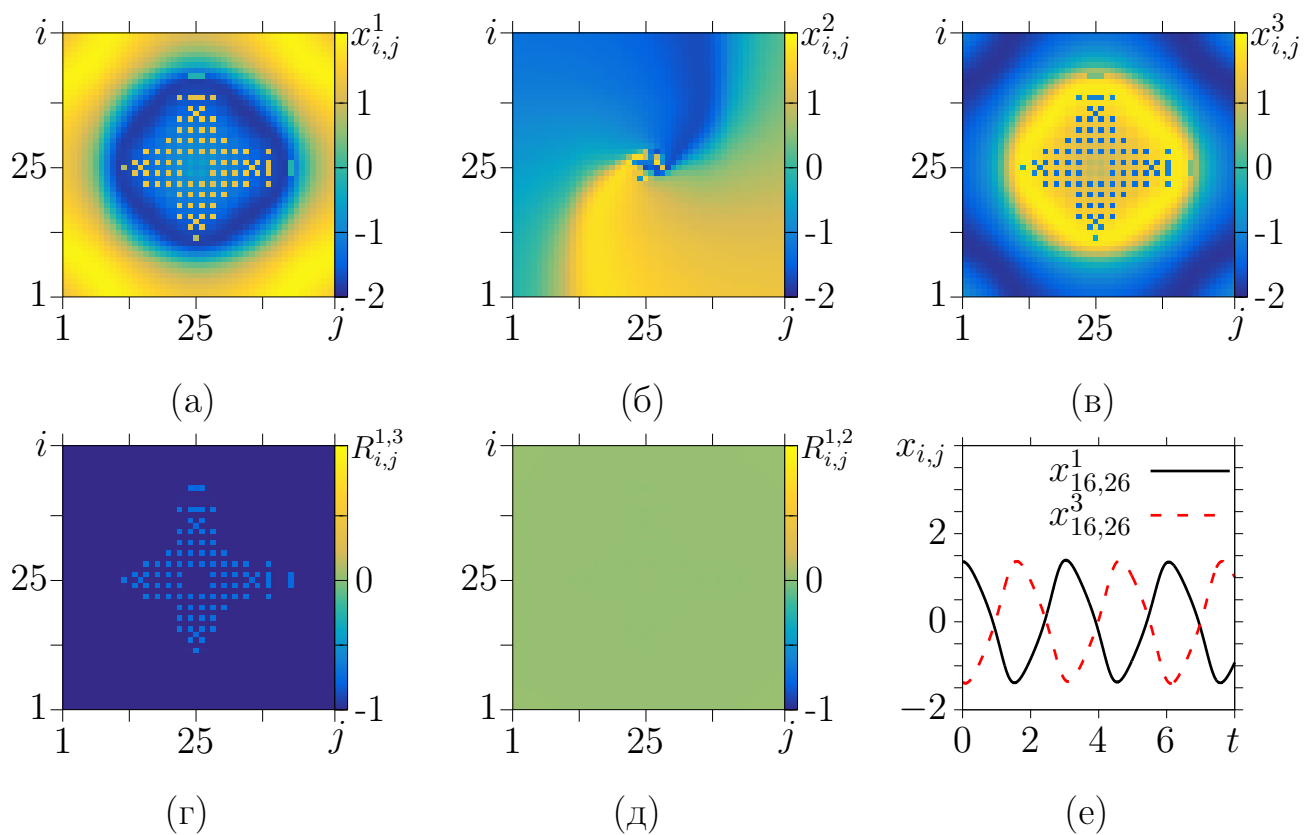 i x^1_{i,j} i x^2_{i,j} i x^3_{i,j}
1 1 1
25 0 25 0 25 0
-1 -1 -1
1 -2 1 -2 1 -2
1 25 j 1 25 j 1 25 j
(а) (б) (в)
i R^{1,3}_{i,j} i R^{1,2}_{i,j} x_{i,j} x^1_{16,26}
x^3_{16,26}
2
25 0 25 0 0
1 -1 1 -1 −2
1 25 j 1 25 j 0 2 4 6 t
(г) (д) (е)